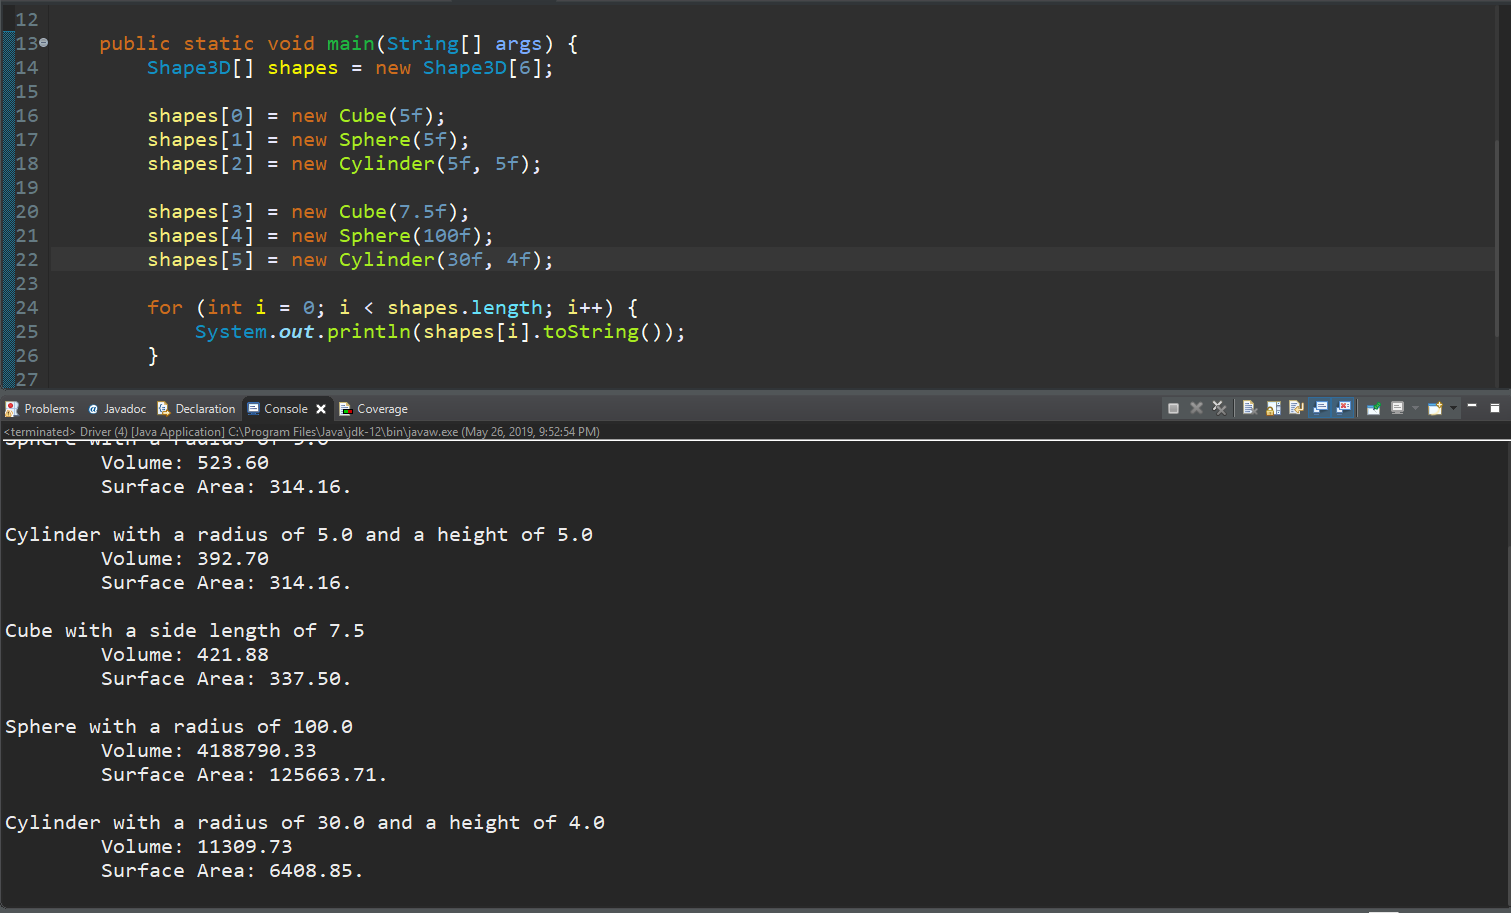 12
13 public static void main(String[] args) {
14 Shape3D[] shapes = new Shape3D[6];
15
16 shapes[0] = new Cube(5f);
17 shapes[1] = new Sphere(5f);
18 shapes[2] = new Cylinder(5f, 5f);
19
20 shapes[3] = new Cube(7.5f);
21 shapes[4] = new Sphere(100f);
22 shapes[5] = new Cylinder(30f, 4f);
23
24 for (int i = 0; i < shapes.length; i++) {
25 System.out.println(shapes[i].toString());
26 }
27
Problems @ Javadoc Declaration Console Coverage
<terminated> Driver (4) [Java Application] C:\Program Files\Java\jdk-12\bin\javaw.exe (May 26, 2019, 9:52:54 PM)
Sphere with a radius of 5.0
Volume: 523.60
Surface Area: 314.16.
Cylinder with a radius of 5.0 and a height of 5.0
Volume: 392.70
Surface Area: 314.16.
Cube with a side length of 7.5
Volume: 421.88
Surface Area: 337.50.
Sphere with a radius of 100.0
Volume: 4188790.33
Surface Area: 125663.71.
Cylinder with a radius of 30.0 and a height of 4.0
Volume: 11309.73
Surface Area: 6408.85.